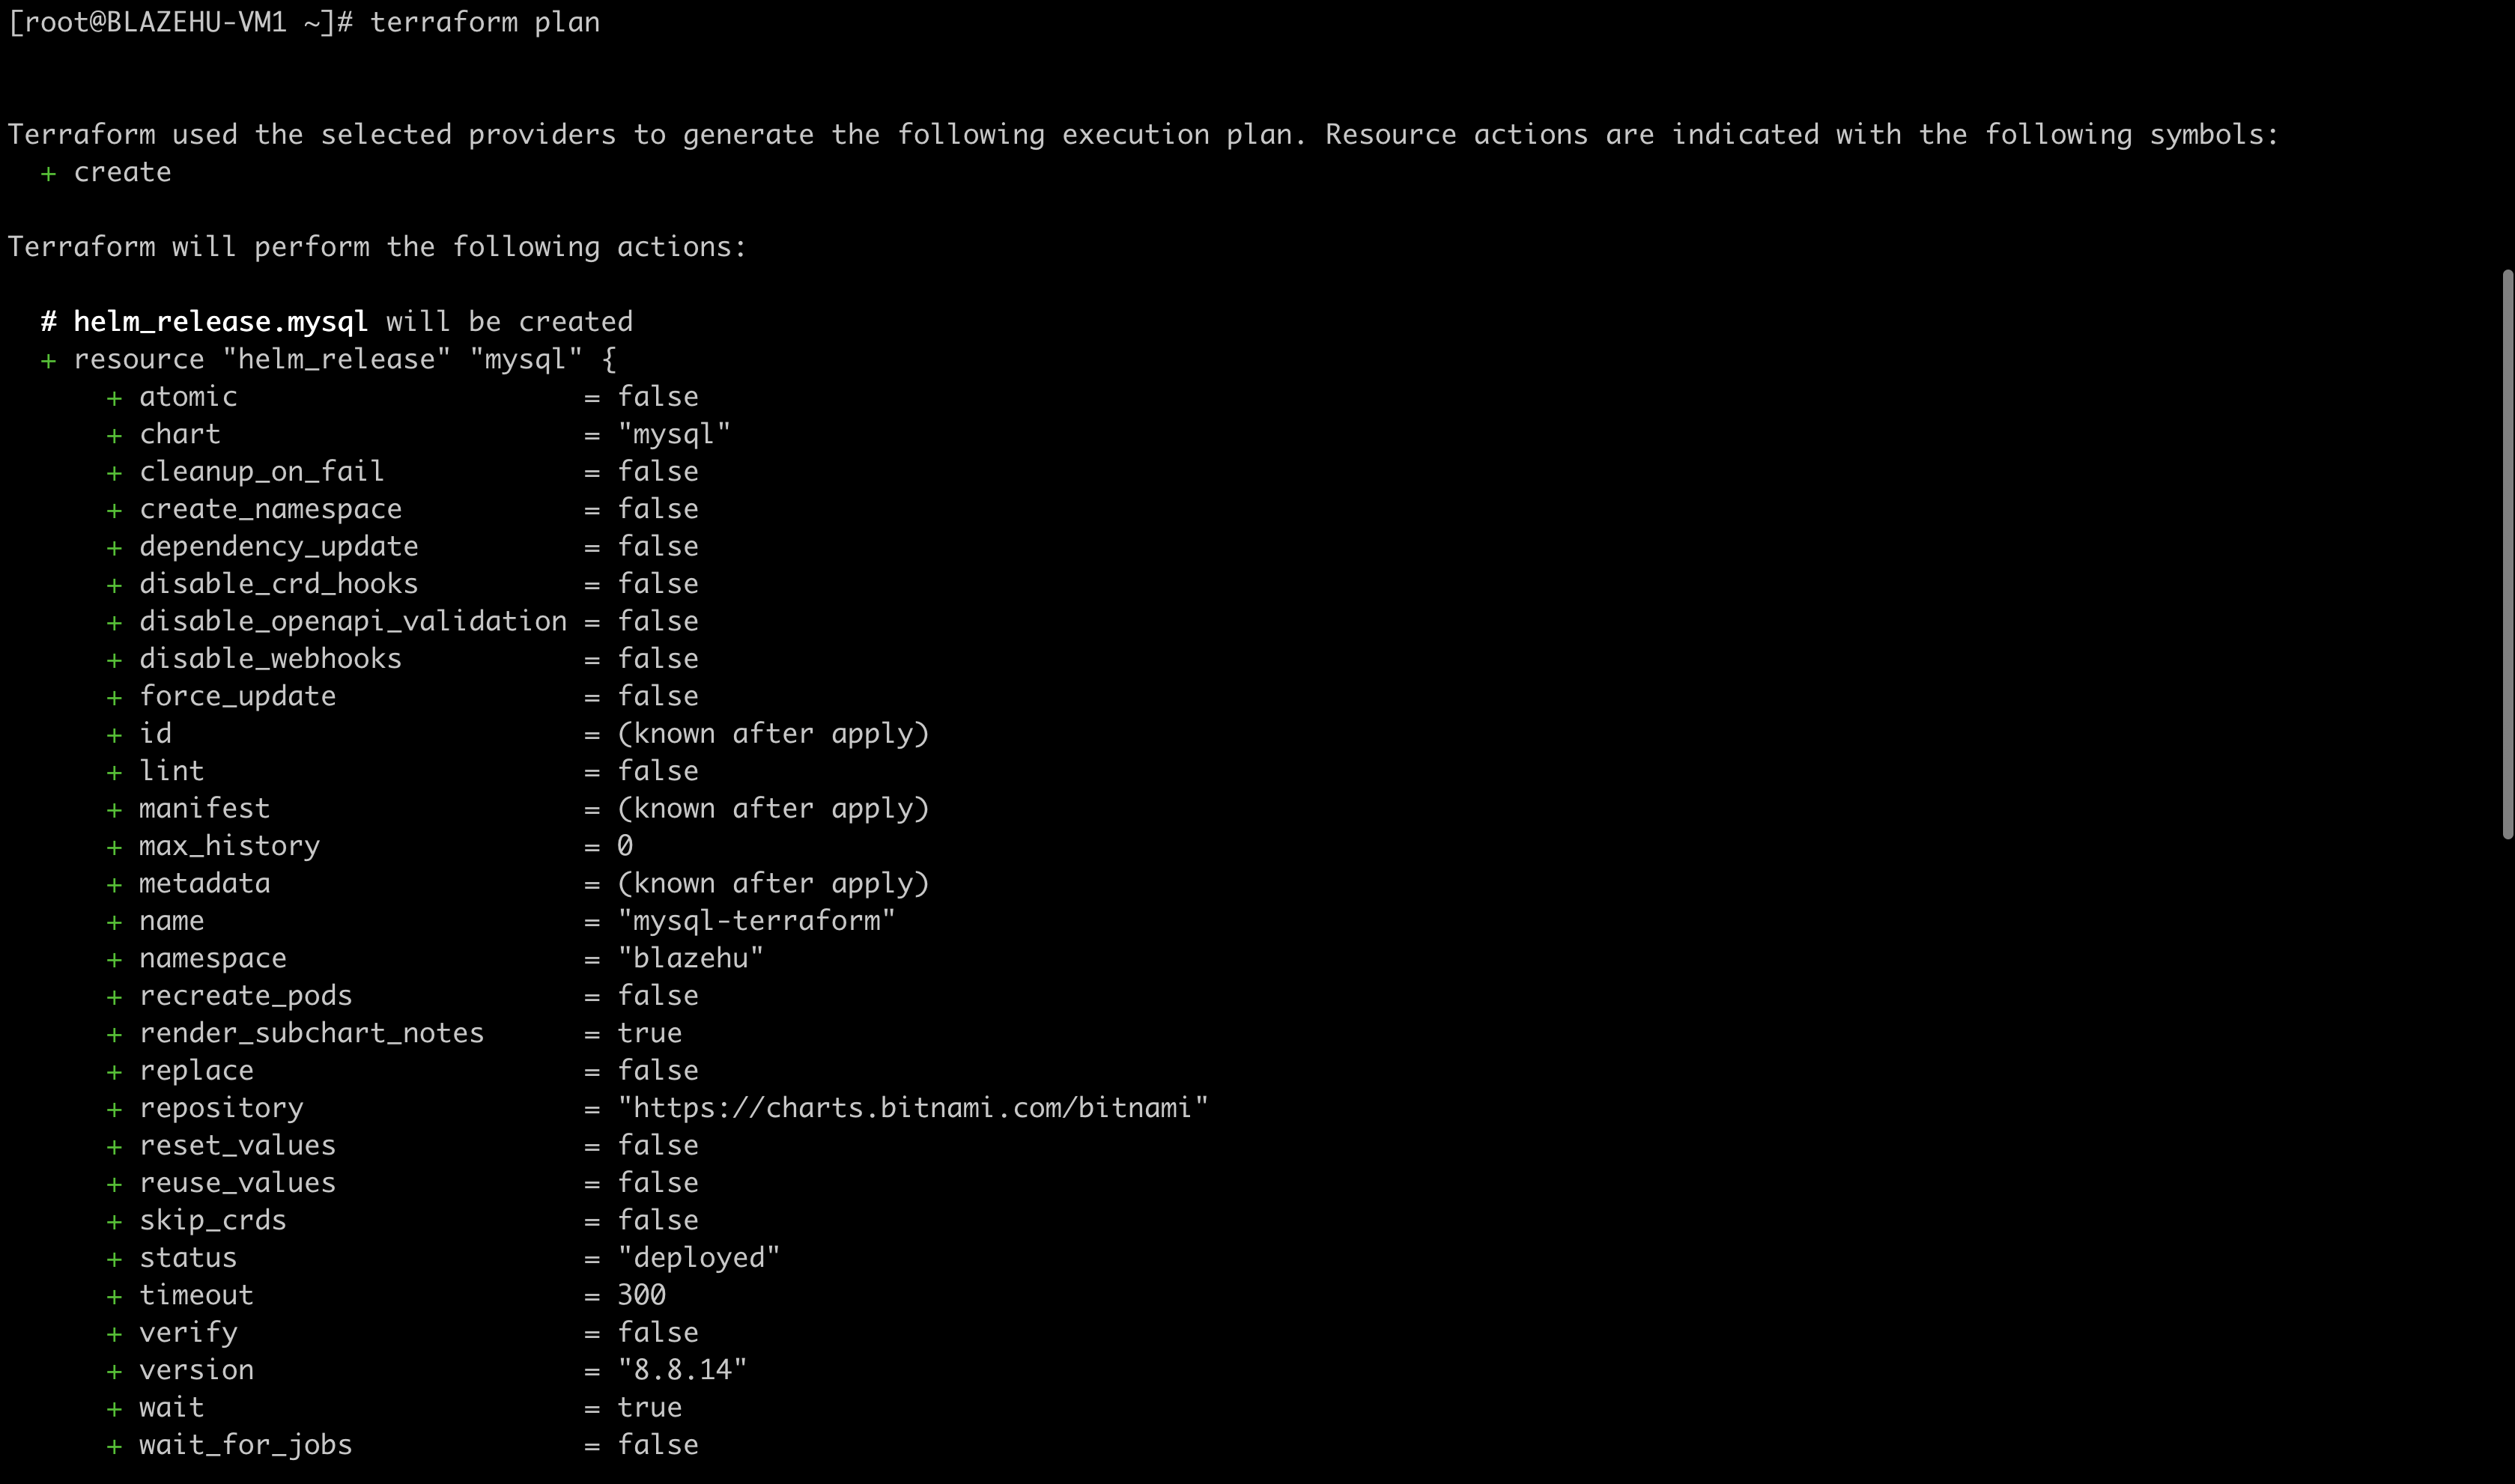 [root@BLAZEHU-VM1 ~]# terraform plan
Terraform used the selected providers to generate the following execution plan. Resource actions are indicated with the following symbols:
  + create
Terraform will perform the following actions:
  # helm_release.mysql will be created
  + resource "helm_release" "mysql" {
      + atomic                     = false
      + chart                      = "mysql"
      + cleanup_on_fail            = false
      + create_namespace           = false
      + dependency_update          = false
      + disable_crd_hooks          = false
      + disable_openapi_validation = false
      + disable_webhooks           = false
      + force_update               = false
      + id                         = (known after apply)
      + lint                       = false
      + manifest                   = (known after apply)
      + max_history                = 0
      + metadata                   = (known after apply)
      + name                       = "mysql-terraform"
      + namespace                  = "blazehu"
      + recreate_pods              = false
      + render_subchart_notes      = true
      + replace                    = false
      + repository                 = "https://charts.bitnami.com/bitnami"
      + reset_values               = false
      + reuse_values               = false
      + skip_crds                  = false
      + status                     = "deployed"
      + timeout                    = 300
      + verify                     = false
      + version                    = "8.8.14"
      + wait                       = true
      + wait_for_jobs              = false